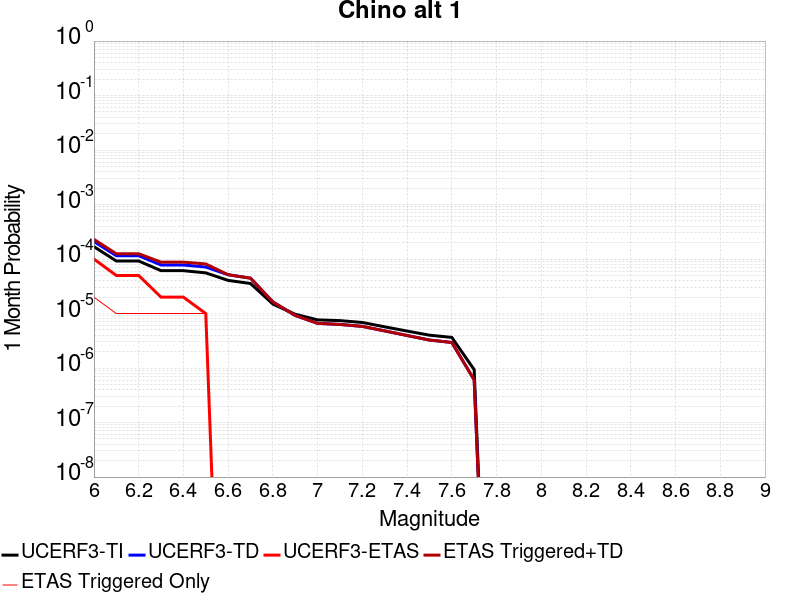 Chino alt 1
1 Month Probability
10^0
10^-1
10^-2
10^-3
10^-4
10^-5
10^-6
10^-7
10^-8
6 6.2 6.4 6.6 6.8 7 7.2 7.4 7.6 7.8 8 8.2 8.4 8.6 8.8 9
Magnitude
UCERF3-TI UCERF3-TD UCERF3-ETAS ETAS Triggered+TD
ETAS Triggered Only